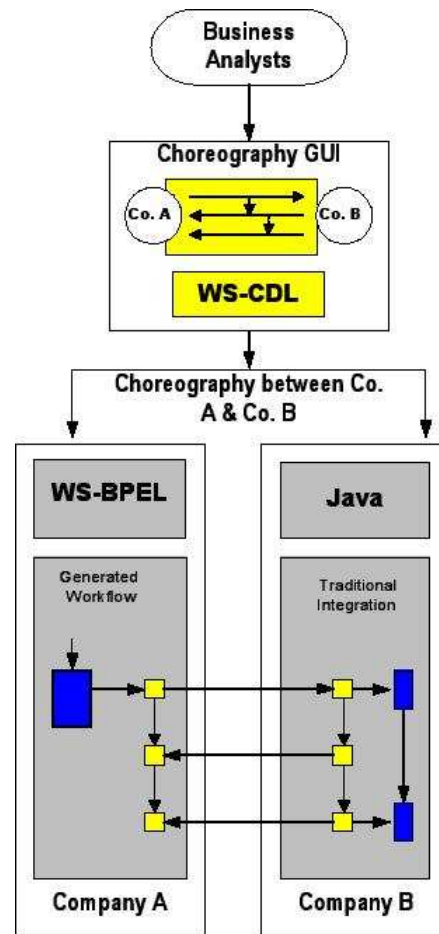 Business
Analysts
Choreography GUI
Co. A
Co. B
WS-CDL
Choreography between Co.
A & Co. B
WS-BPEL
Java
Generated
Workflow
Traditional
Integration
Company A
Company B